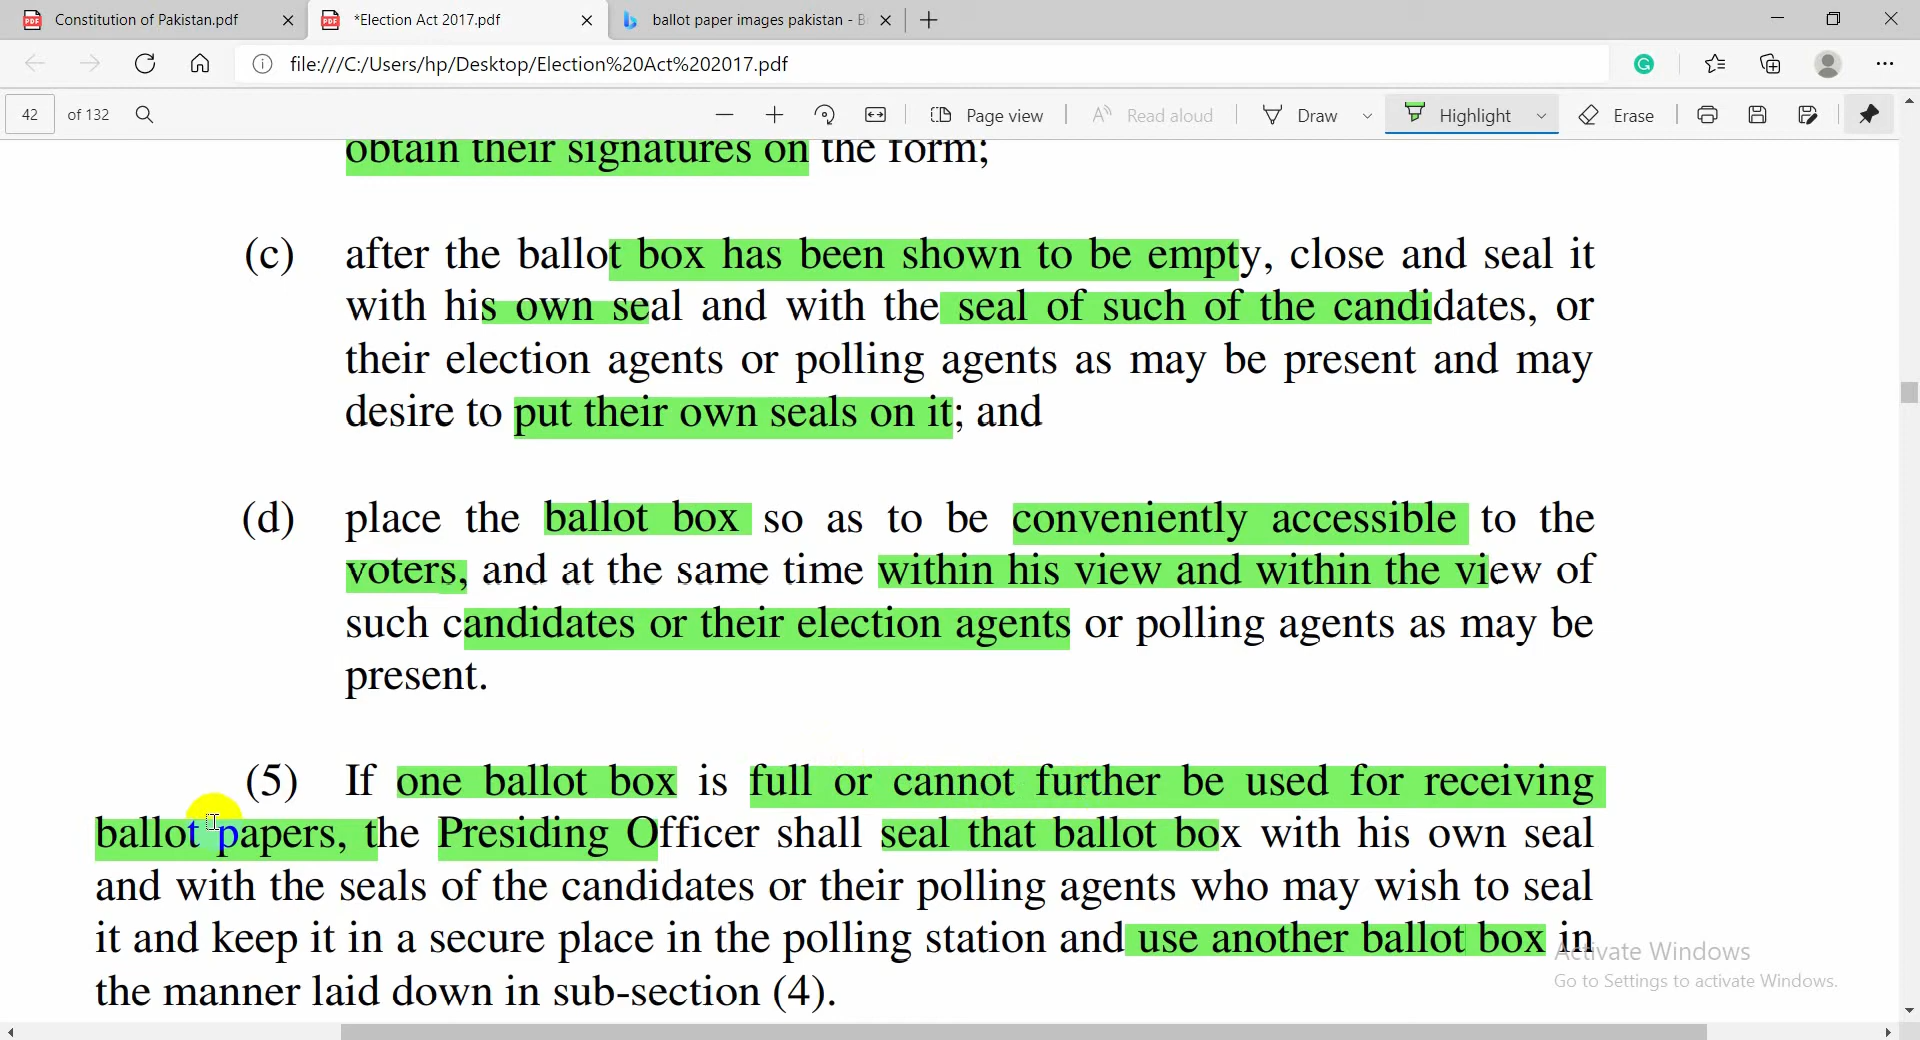 Constitution of Pakistan.pdf
*Election Act 2017.pdf
ballot paper images pakistan - B
file:///C:/Users/hp/Desktop/Election%20Act%202017.pdf
42 of 132
Page view
Read aloud
Draw
Highlight
Erase
obtain their signatures on the form;
(c) after the ballot box has been shown to be empty, close and seal it
with his own seal and with the seal of such of the candidates, or
their election agents or polling agents as may be present and may
desire to put their own seals on it; and
(d) place the ballot box so as to be conveniently accessible to the
voters, and at the same time within his view and within the view of
such candidates or their election agents or polling agents as may be
present.
(5) If one ballot box is full or cannot further be used for receiving
ballot papers, the Presiding Officer shall seal that ballot box with his own seal
and with the seals of the candidates or their polling agents who may wish to seal
it and keep it in a secure place in the polling station and use another ballot box in
the manner laid down in sub-section (4).
Activate Windows
Go to Settings to activate Windows.